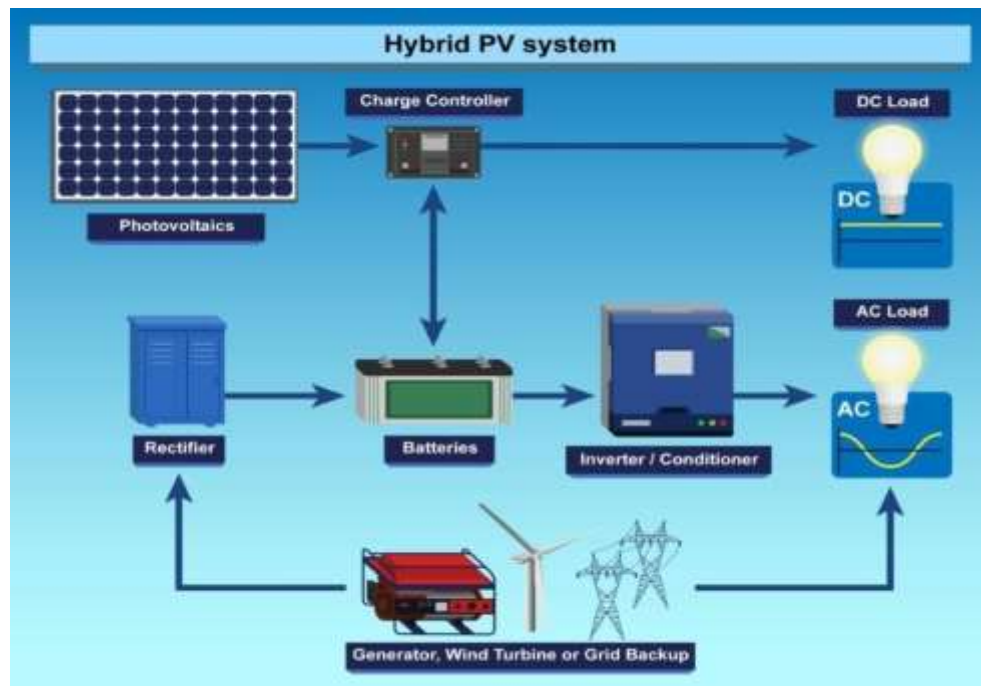 Hybrid PV system
Charge Controller
DC Load
Photovoltaics
DC
AC Load
AC
Rectifier
Batteries
Inverter / Conditioner
Generator, Wind Turbine or Grid Backup